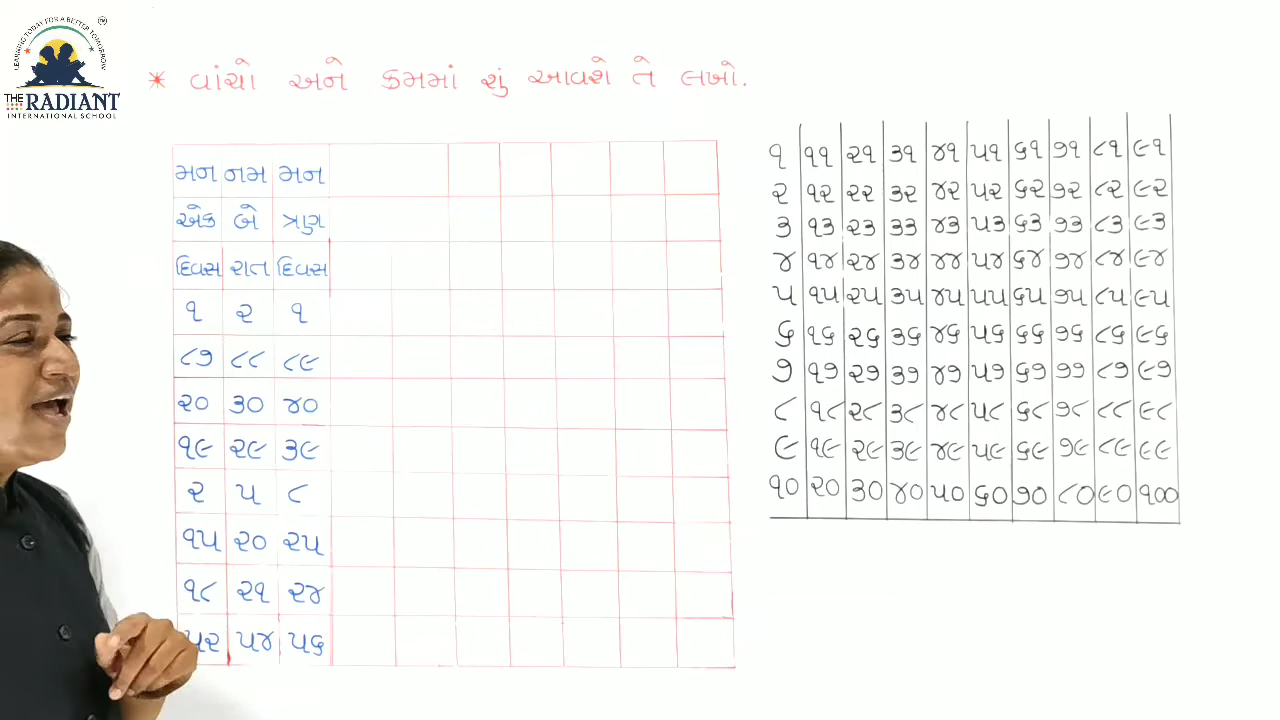 LEARNING TODAY FOR A BETTER TOMORROW
TM
THE RADIANT
INTERNATIONAL SCHOOL
* વાંચો અને ક્રમમાં શું આવશે તે લખો.
મન નમ મન
એક બે ત્રણ
દિવસ રાત દિવસ
૧ ૨ ૧
૮૭ ૮૮ ૮૯
૨૦ ૩૦ ૪૦
૧૯ ૨૯ ૩૯
૨ ૫ ૮
૧૫ ૨૦ ૨૫
૧૮ ૨૧ ૨૪
૫૨ ૫૪ ૫૬
૧ ૧૧ ૨૧ ૩૧ ૪૧ ૫૧ ૬૧ ૭૧ ૮૧ ૯૧
૨ ૧૨ ૨૨ ૩૨ ૪૨ ૫૨ ૬૨ ૭૨ ૮૨ ૯૨
૩ ૧૩ ૨૩ ૩૩ ૪૩ ૫૩ ૬૩ ૭૩ ૮૩ ૯૩
૪ ૧૪ ૨૪ ૩૪ ૪૪ ૫૪ ૬૪ ૭૪ ૮૪ ૯૪
૫ ૧૫ ૨૫ ૩૫ ૪૫ ૫૫ ૬૫ ૭૫ ૮૫ ૯૫
૬ ૧૬ ૨૬ ૩૬ ૪૬ ૫૬ ૬૬ ૭૬ ૮૬ ૯૬
૭ ૧૭ ૨૭ ૩૭ ૪૭ ૫૭ ૬૭ ૭૭ ૮૭ ૯૭
૮ ૧૮ ૨૮ ૩૮ ૪૮ ૫૮ ૬૮ ૭૮ ૮૮ ૯૮
૯ ૧૯ ૨૯ ૩૯ ૪૯ ૫૯ ૬૯ ૭૯ ૮૯ ૯૯
૧૦ ૨૦ ૩૦ ૪૦ ૫૦ ૬૦ ૭૦ ૮૦ ૯૦ ૧૦૦